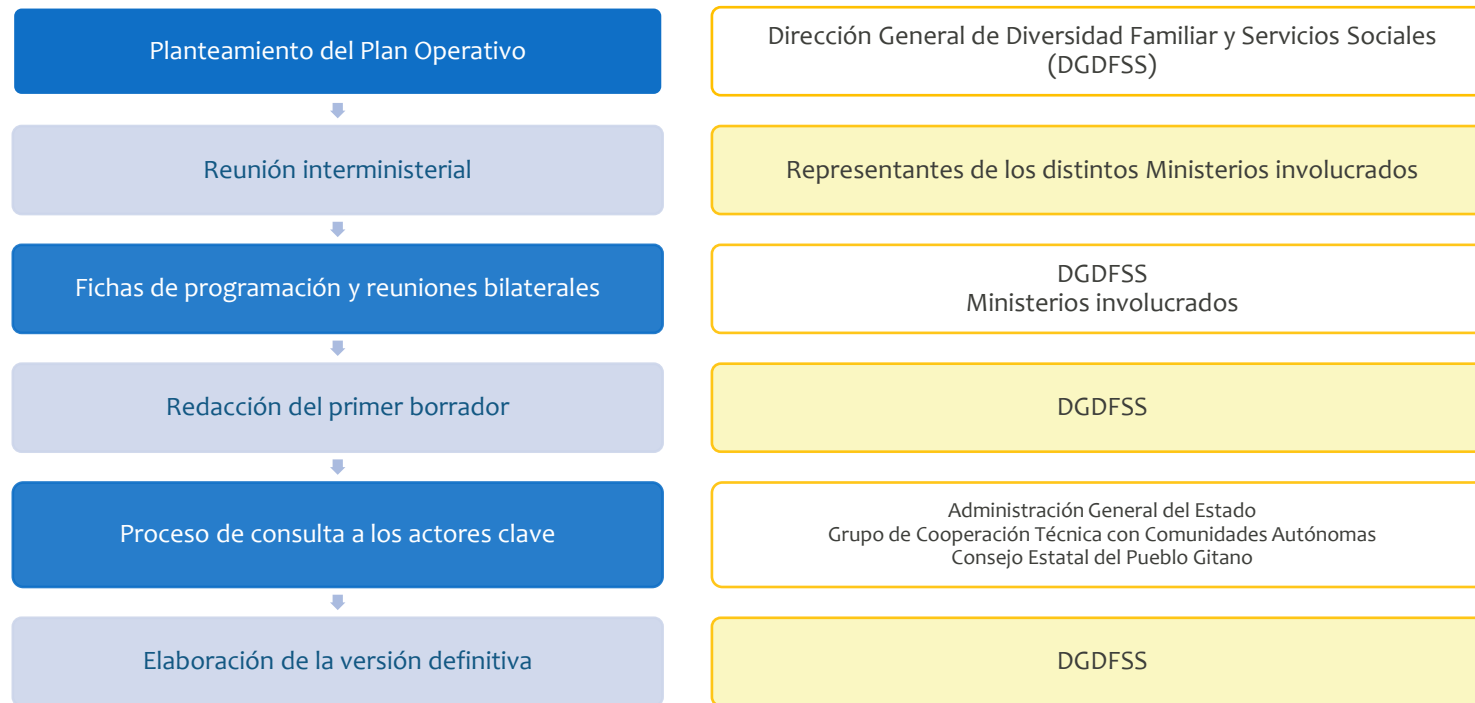 Planteamiento del Plan Operativo
Dirección General de Diversidad Familiar y Servicios Sociales
(DGDFSS)
Reunión interministerial
Representantes de los distintos Ministerios involucrados
Fichas de programación y reuniones bilaterales
DGDFSS
Ministerios involucrados
Redacción del primer borrador
DGDFSS
Proceso de consulta a los actores clave
Administración General del Estado
Grupo de Cooperación Técnica con Comunidades Autónomas
Consejo Estatal del Pueblo Gitano
Elaboración de la versión definitiva
DGDFSS